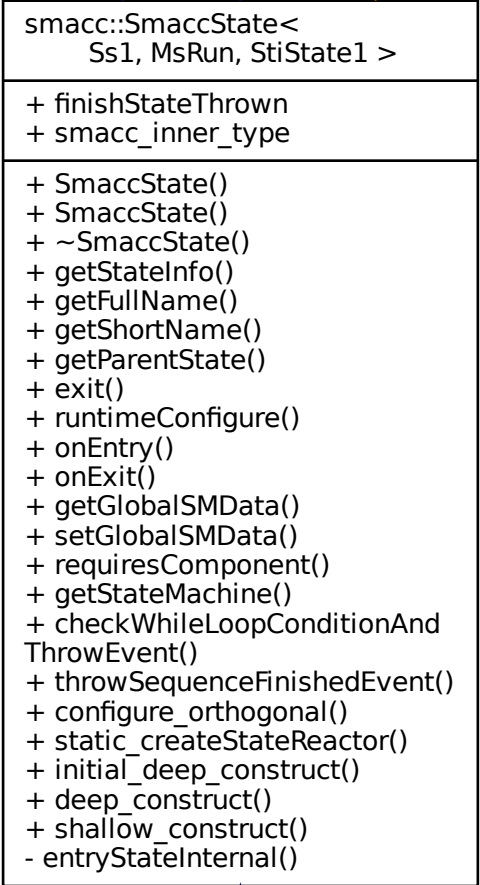 smacc::SmaccState<
Ss1, MsRun, StiState1 >
+ finishStateThrown
+ smacc_inner_type
+ SmaccState()
+ SmaccState()
+ ~SmaccState()
+ getStateInfo()
+ getFullName()
+ getShortName()
+ getParentState()
+ exit()
+ runtimeConfigure()
+ onEntry()
+ onExit()
+ getGlobalSMData()
+ setGlobalSMData()
+ requiresComponent()
+ getStateMachine()
+ checkWhileLoopConditionAnd
ThrowEvent()
+ throwSequenceFinishedEvent()
+ configure_orthogonal()
+ static_createStateReactor()
+ initial_deep_construct()
+ deep_construct()
+ shallow_construct()
- entryStateInternal()